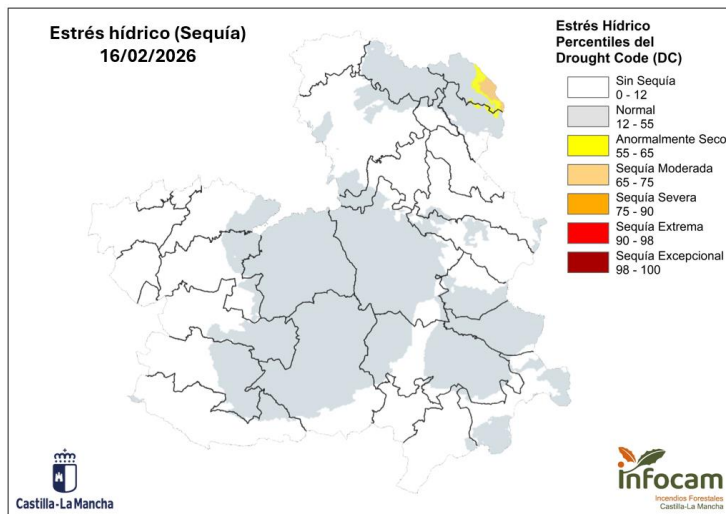 Estrés hídrico (Sequía)
16/02/2026
Estrés Hídrico
Percentiles del
Drought Code (DC)
Sin Sequía
0 - 12
Normal
12 - 55
Anormalmente Seco
55 - 65
Sequía Moderada
65 - 75
Sequía Severa
75 - 90
Sequía Extrema
90 - 98
Sequía Excepcional
98 - 100
Castilla-La Mancha
infocam
Incendios Forestales
Castilla-La Mancha